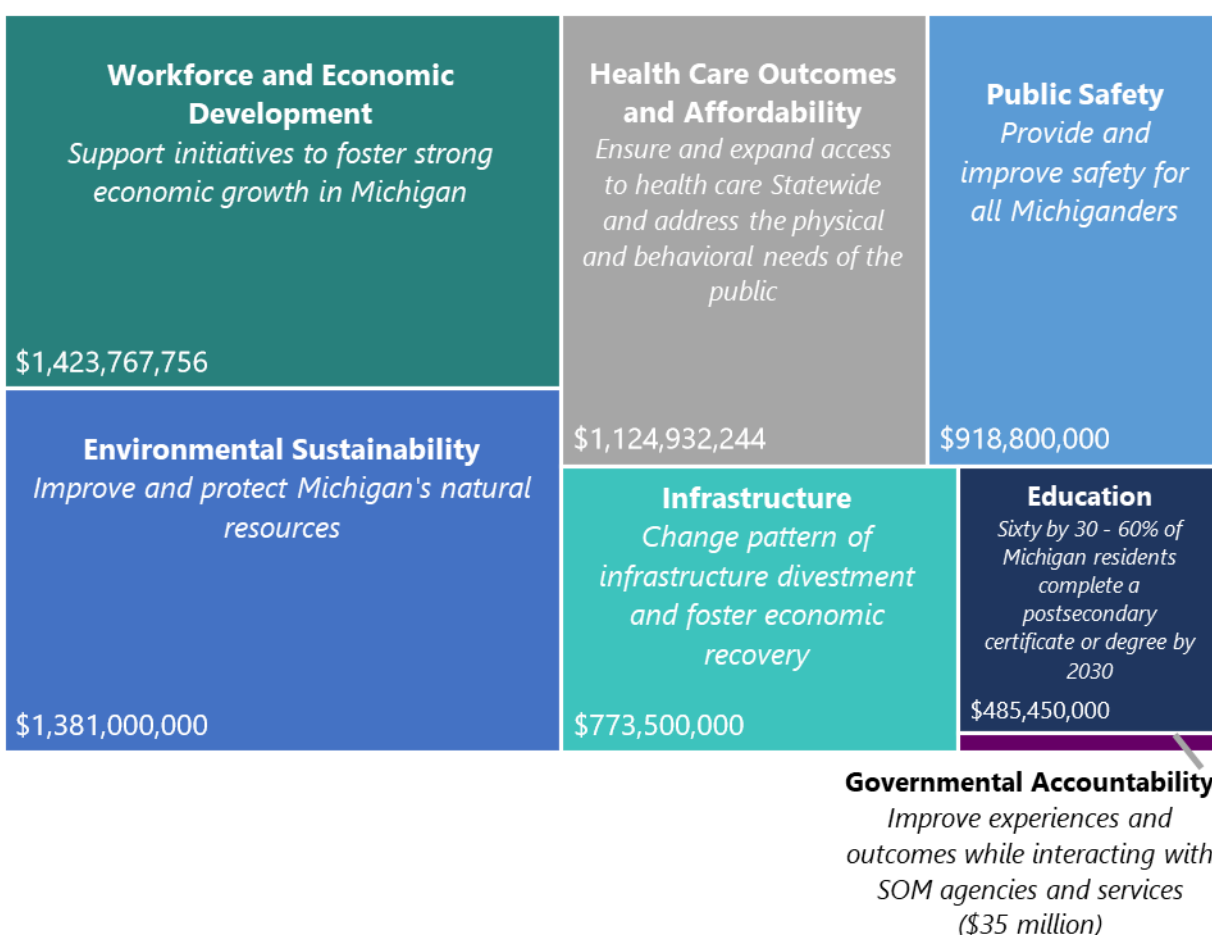 Workforce and Economic
Development
Support initiatives to foster strong
economic growth in Michigan
$1,423,767,756
Health Care Outcomes
and Affordability
Ensure and expand access
to health care Statewide
and address the physical
and behavioral needs of the
public
$1,124,932,244
Public Safety
Provide and
improve safety for
all Michiganders
$918,800,000
Environmental Sustainability
Improve and protect Michigan's natural
resources
$1,381,000,000
Infrastructure
Change pattern of
infrastructure divestment
and foster economic
recovery
$773,500,000
Education
Sixty by 30 - 60% of
Michigan residents
complete a
postsecondary
certificate or degree by
2030
$485,450,000
Governmental Accountability
Improve experiences and
outcomes while interacting with
SOM agencies and services
($35 million)